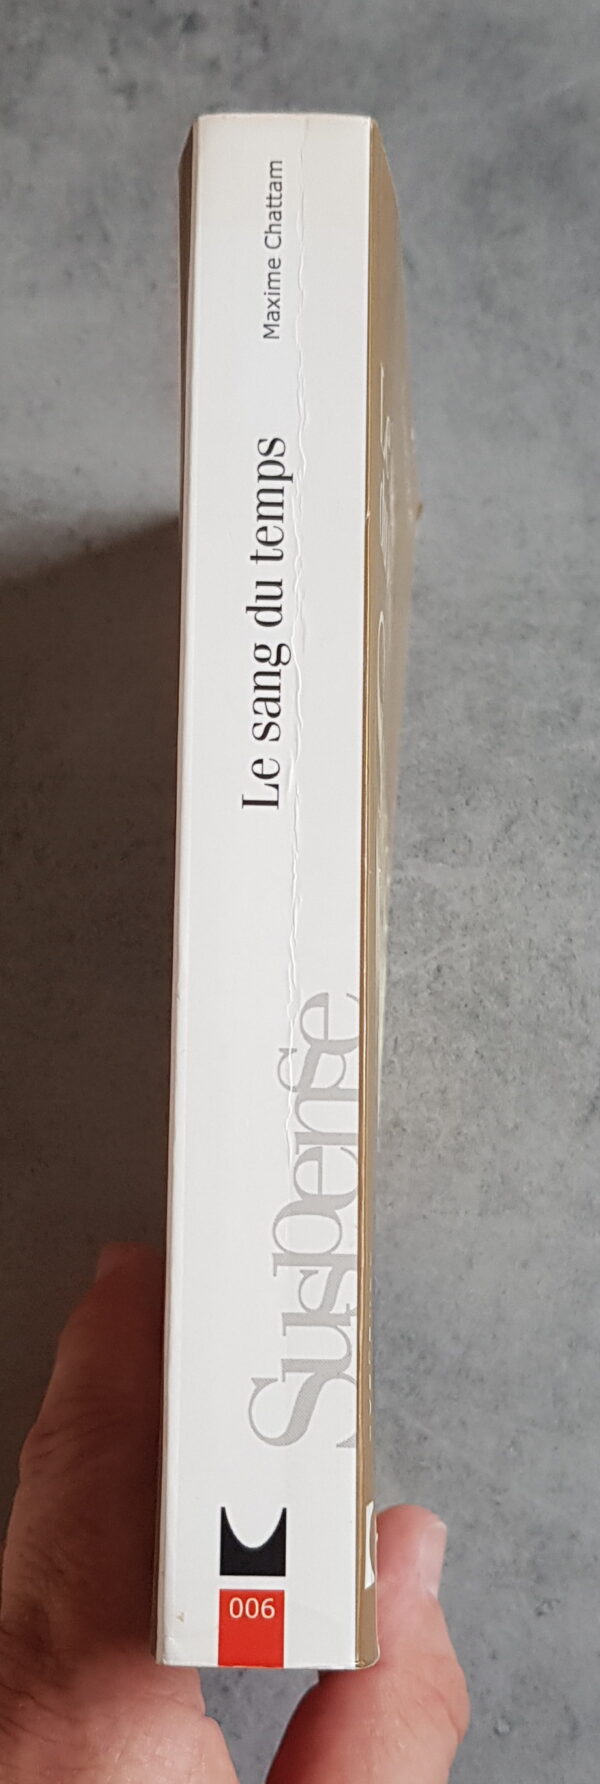 Maxime Chattam
Le sang du temps
Suspense
006